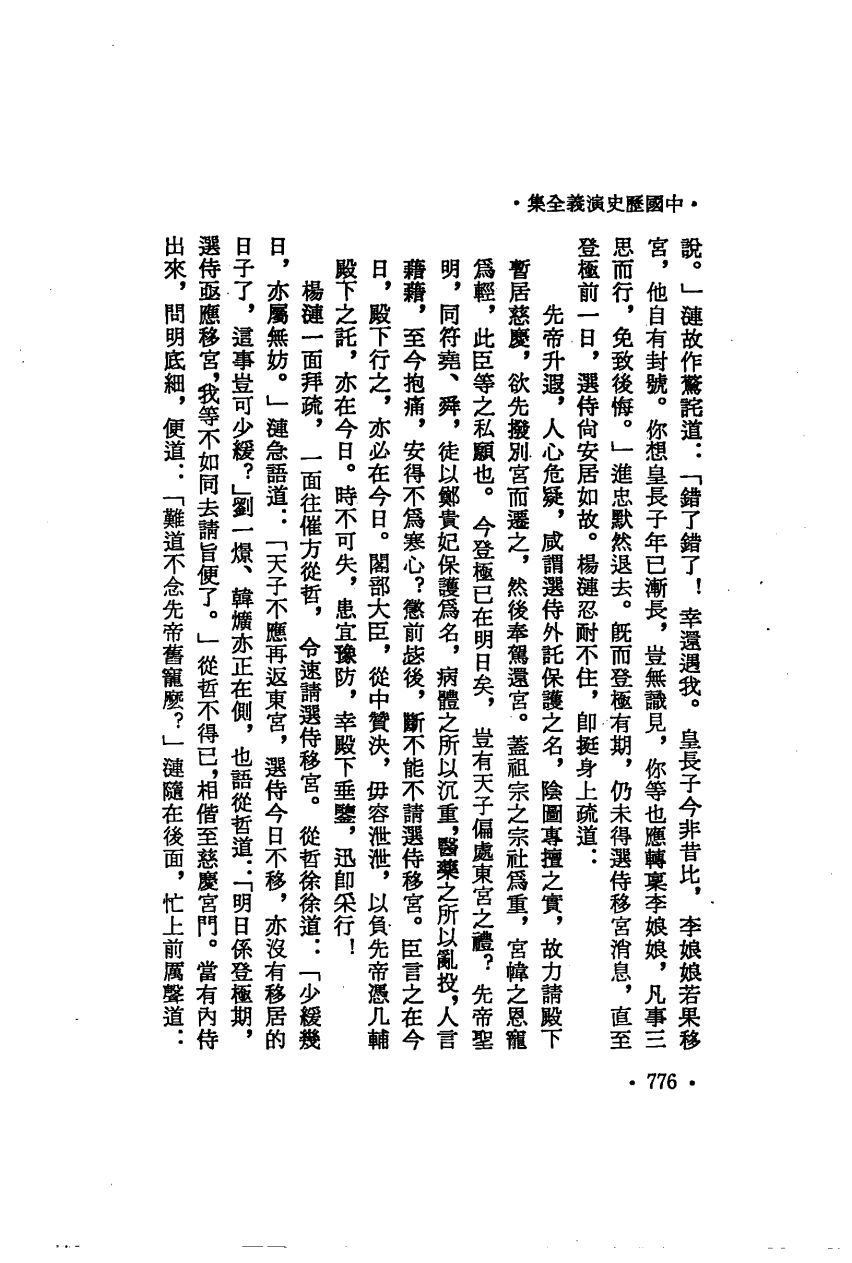 •中國歷史演義全集•
說。」漣故作驚詫道：「錯了錯了！幸還遇我。皇長子今非昔比，李娘娘若果移
宮，他自有封號。你想皇長子年已漸長，豈無識見，你等也應轉稟李娘娘，凡事三
思而行，免致後悔。」進忠默然退去。旣而登極有期，仍未得選侍移宮消息，直至
登極前一日，選侍尙安居如故。楊漣忍耐不住，卽挺身上疏道：
先帝升遐，人心危疑，咸謂選侍外託保護之名，陰圖專擅之實，故力請殿下
暫居慈慶，欲先撥別宮而遷之，然後奉駕還宮。蓋祖宗之宗社爲重，宮幃之恩寵
爲輕，此臣等之私願也。今登極已在明日矣，豈有天子偏處東宮之禮？先帝聖
明，同符堯、舜，徒以鄭貴妃保護爲名，病體之所以沉重，醫藥之所以亂投，人言
藉藉，至今抱痛，安得不爲寒心？懲前毖後，斷不能不請選侍移宮。臣言之在今
日，殿下行之，亦必在今日。閣部大臣，從中贊決，毋容泄泄，以負先帝憑几輔
殿下之託，亦在今日。時不可失，患宜豫防，幸殿下垂鑒，迅卽采行！
楊漣一面拜疏，一面往催方從哲，令速請選侍移宮。從哲徐徐道：「少緩幾
日，亦屬無妨。」漣急語道：「天子不應再返東宮，選侍今日不移，亦沒有移居的
日子了，這事豈可少緩？」劉一燝、韓爌亦正在側，也語從哲道：「明日係登極期，
選侍亟應移宮，我等不如同去請旨便了。」從哲不得已，相偕至慈慶宮門。當有內侍
出來，問明底細，便道：「難道不念先帝舊寵麼？」漣隨在後面，忙上前厲聲道：
•776•